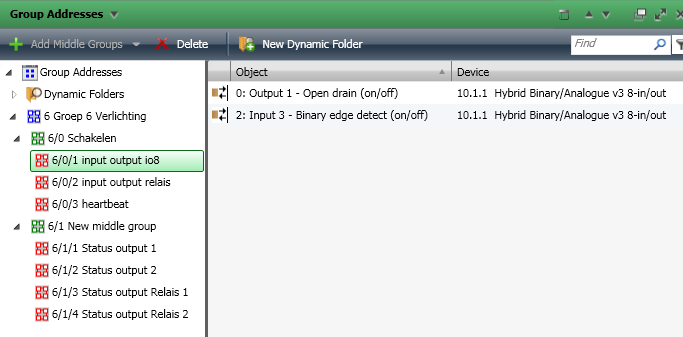 Group Addresses
Add Middle Groups Delete New Dynamic Folder Find
Group Addresses
Dynamic Folders
6 Groep 6 Verlichting
6/0 Schakelen
6/0/1 input output io8
6/0/2 input output relais
6/0/3 heartbeat
6/1 New middle group
6/1/1 Status output 1
6/1/2 Status output 2
6/1/3 Status output Relais 1
6/1/4 Status output Relais 2
Object Device
0: Output 1 - Open drain (on/off) 10.1.1 Hybrid Binary/Analogue v3 8-in/out
2: Input 3 - Binary edge detect (on/off) 10.1.1 Hybrid Binary/Analogue v3 8-in/out